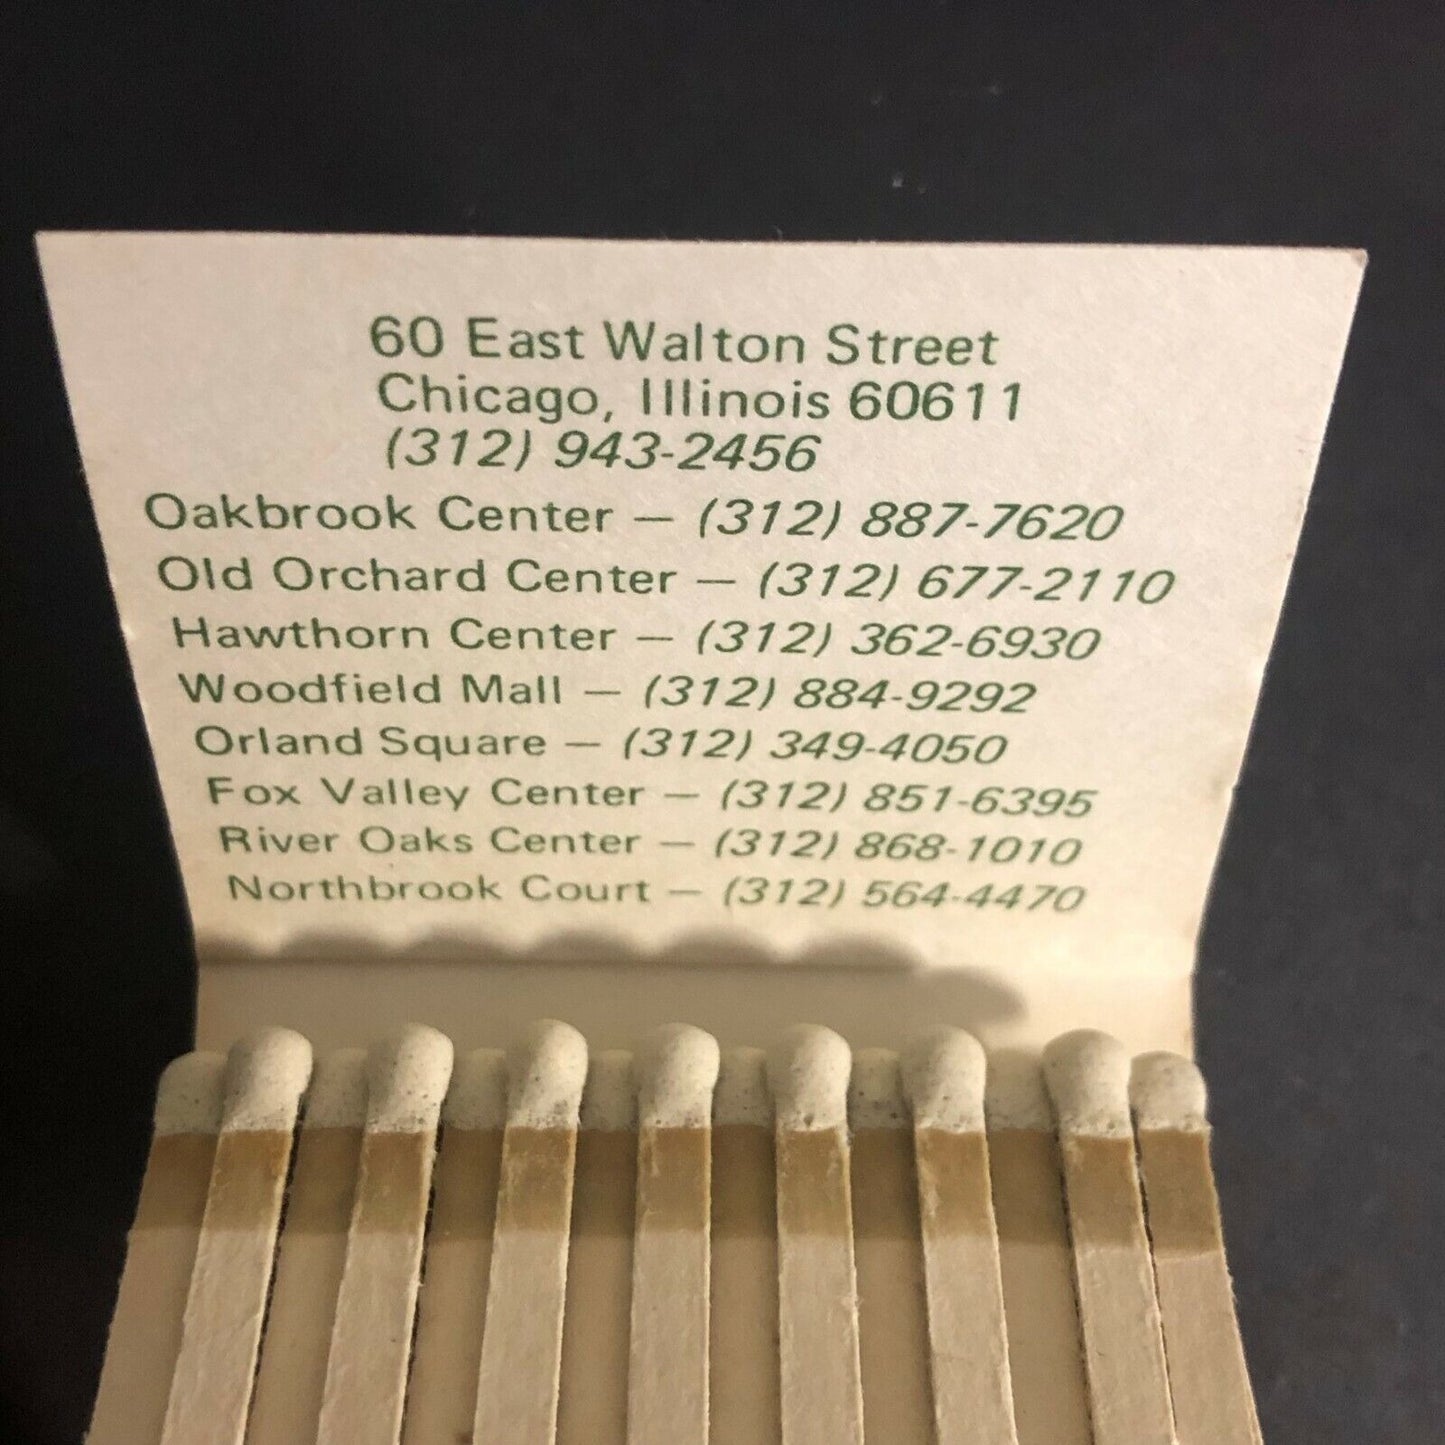 60 East Walton Street
Chicago, Illinois 60611
(312) 943-2456
Oakbrook Center — (312) 887-7620
Old Orchard Center — (312) 677-2110
Hawthorn Center — (312) 362-6930
Woodfield Mall — (312) 884-9292
Orland Square — (312) 349-4050
Fox Valley Center — (312) 851-6395
River Oaks Center — (312) 868-1010
Northbrook Court — (312) 564-4470